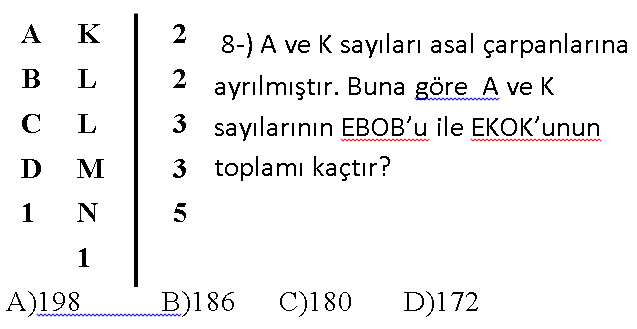 A K 2
8-) A ve K sayıları asal çarpanlarına
B L 2
ayrılmıştır. Buna göre A ve K
C L 3
sayılarının EBOB’u ile EKOK’unun
D M 3
toplamı kaçtır?
1 N 5
1
A)198 B)186 C)180 D)172